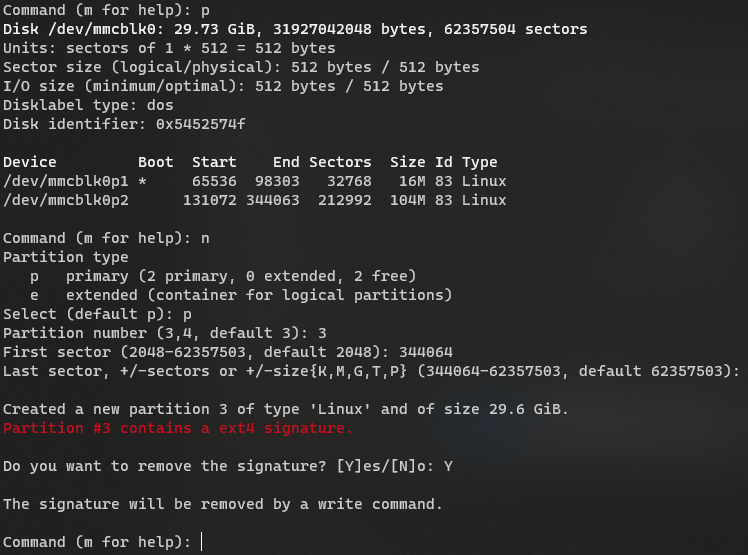 Command (m for help): p
Disk /dev/mmcblk0: 29.73 GiB, 31927042048 bytes, 62357504 sectors
Units: sectors of 1 * 512 = 512 bytes
Sector size (logical/physical): 512 bytes / 512 bytes
I/O size (minimum/optimal): 512 bytes / 512 bytes
Disklabel type: dos
Disk identifier: 0x5452574f

Device         Boot  Start    End Sectors  Size Id Type
/dev/mmcblk0p1 *     65536  98303   32768   16M 83 Linux
/dev/mmcblk0p2      131072 344063  212992  104M 83 Linux

Command (m for help): n
Partition type
   p   primary (2 primary, 0 extended, 2 free)
   e   extended (container for logical partitions)
Select (default p): p
Partition number (3,4, default 3): 3
First sector (2048-62357503, default 2048): 344064
Last sector, +/-sectors or +/-size{K,M,G,T,P} (344064-62357503, default 62357503):

Created a new partition 3 of type 'Linux' and of size 29.6 GiB.
Partition #3 contains a ext4 signature.

Do you want to remove the signature? [Y]es/[N]o: Y

The signature will be removed by a write command.

Command (m for help):